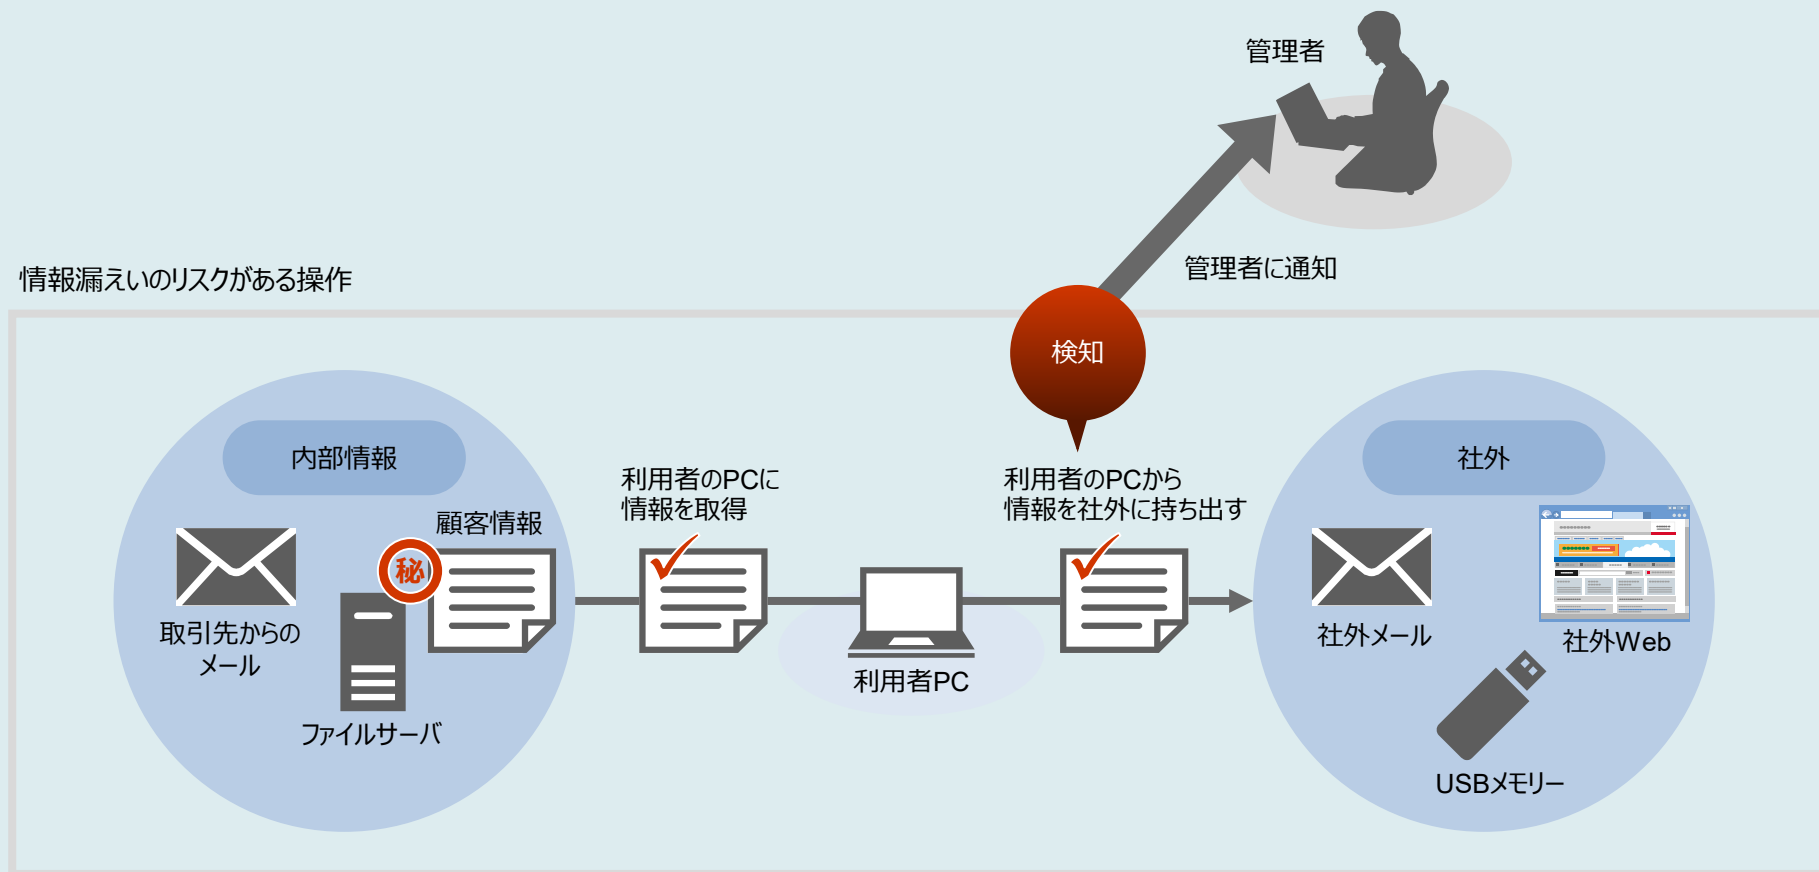 管理者
管理者に通知
情報漏えいのリスクがある操作
検知
内部情報
顧客情報
秘
取引先からの
メール
ファイルサーバ
利用者のPCに
情報を取得
利用者PC
利用者のPCから
情報を社外に持ち出す
社外
社外メール
社外Web
USBメモリー